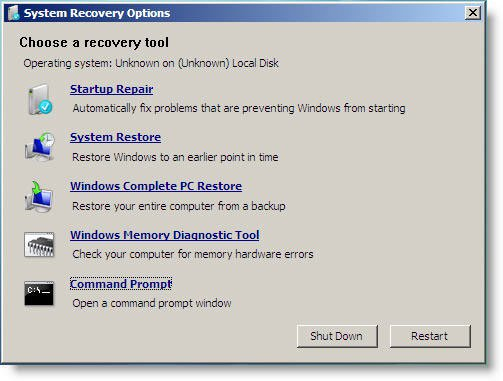 System Recovery Options
Choose a recovery tool
Operating system: Unknown on (Unknown) Local Disk
Startup Repair
Automatically fix problems that are preventing Windows from starting
System Restore
Restore Windows to an earlier point in time
Windows Complete PC Restore
Restore your entire computer from a backup
Windows Memory Diagnostic Tool
Check your computer for memory hardware errors
C:\
Command Prompt
Open a command prompt window
Shut Down Restart